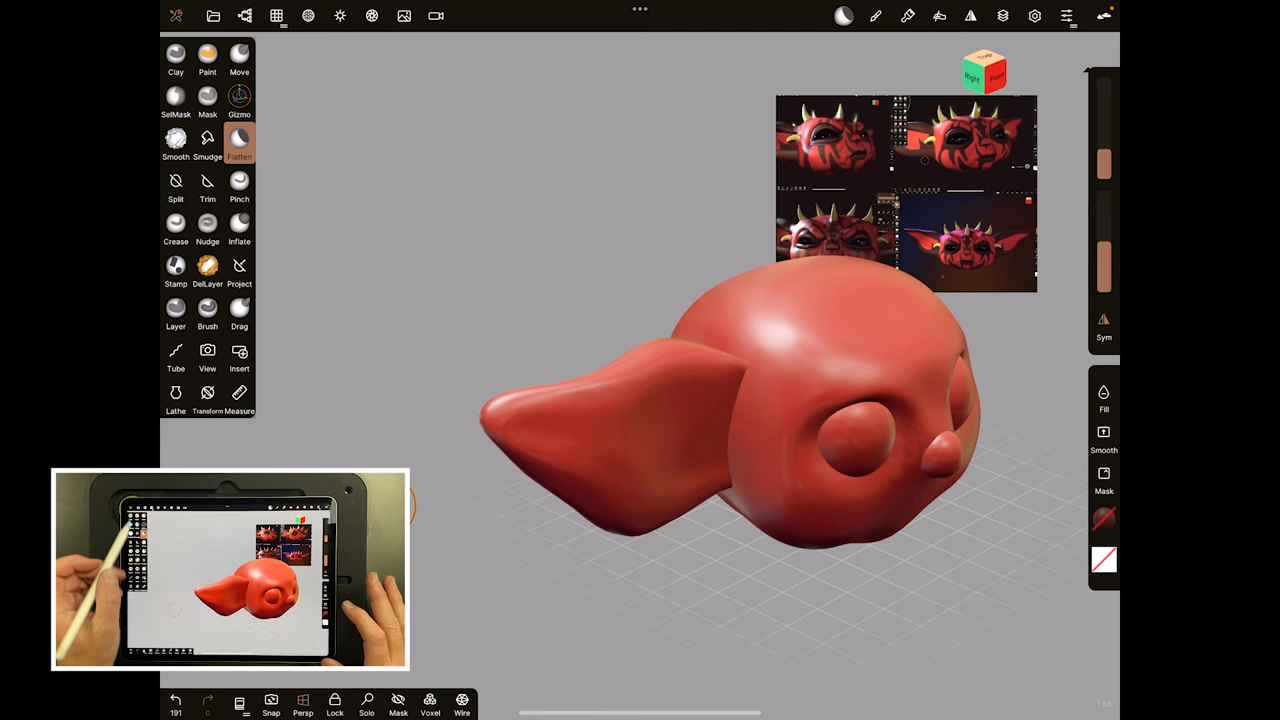 Clay Paint Move
SelMask Mask Gizmo
Smooth Smudge Flatten
Split Trim Pinch
Crease Nudge Inflate
Stamp DelLayer Project
Layer Brush Drag
Tube View Insert
Lathe Transform Measure
Top
Right Front
Sym
Fill
Smooth
Mask
191 0 Snap Persp Lock Solo Mask Voxel Wire